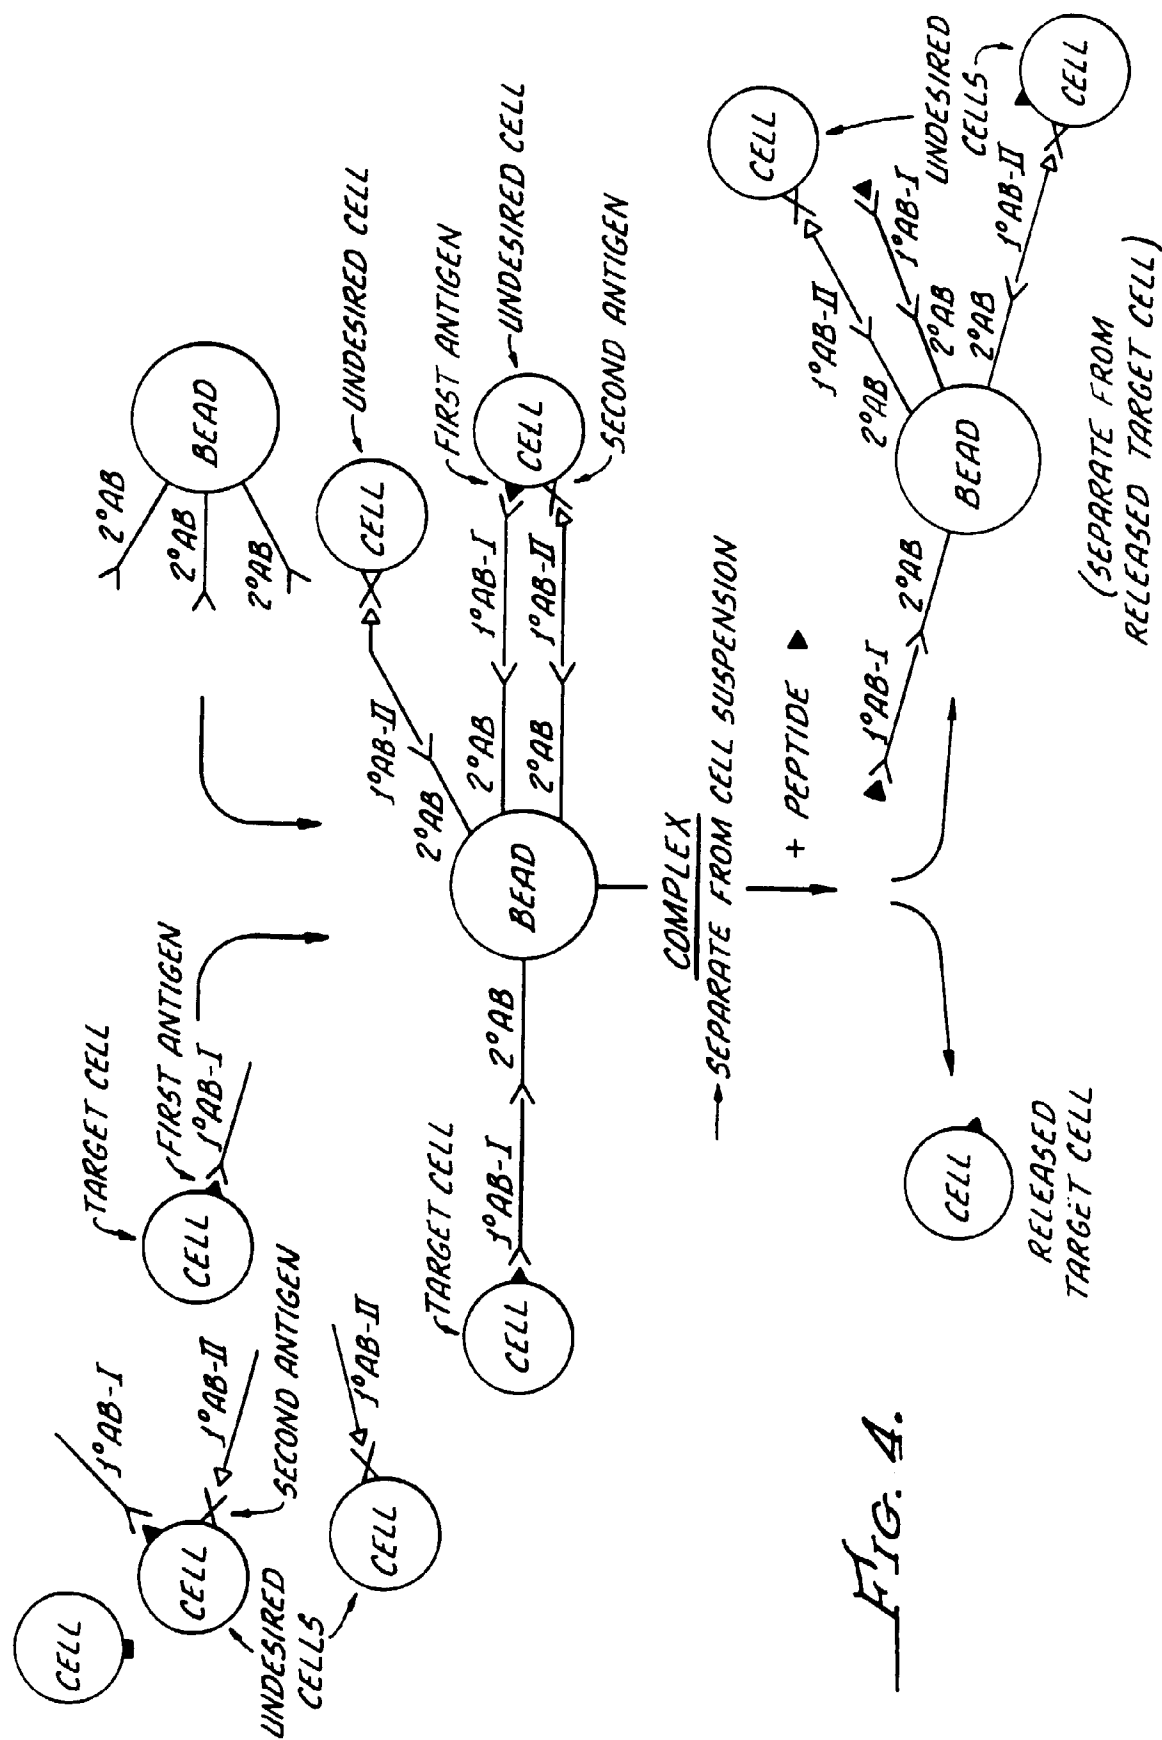 CELL
1°AB-I
CELL
1°AB-II
SECOND ANTIGEN
UNDESIRED
CELLS
CELL
1°AB-II
TARGET CELL
CELL
FIRST ANTIGEN
1°AB-I
2°AB
2°AB
2°AB
BEAD
TARGET CELL
CELL
1°AB-I
2°AB
BEAD
2°AB
1°AB-II
CELL
UNDESIRED CELL
2°AB
1°AB-I
FIRST ANTIGEN
2°AB
1°AB-II
CELL
UNDESIRED CELL
SECOND ANTIGEN
COMPLEX
SEPARATE FROM CELL SUSPENSION
+ PEPTIDE
CELL
RELEASED
TARGET CELL
1°AB-I
2°AB
BEAD
2°AB
1°AB-II
CELL
2°AB
1°AB-I
2°AB
1°AB-II
CELL
UNDESIRED
CELLS
(SEPARATE FROM
RELEASED TARGET CELL)
FIG. 4.